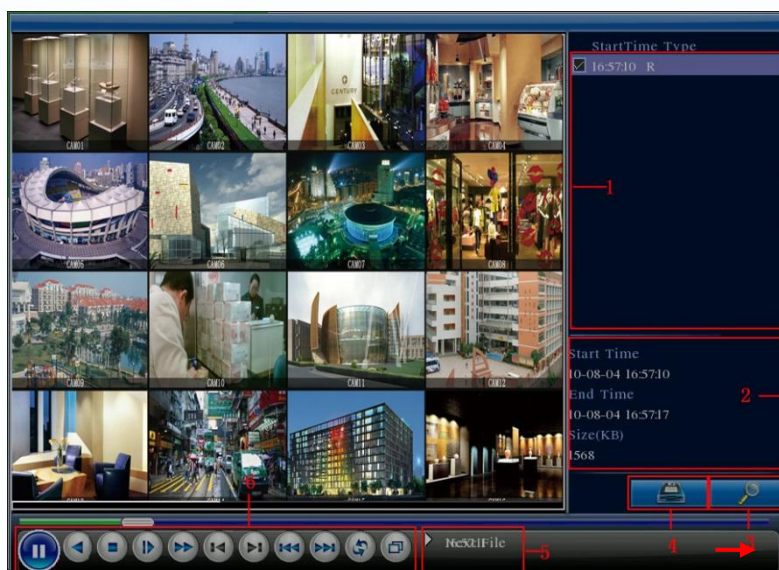 StartTime Type
16:57:10 R
CENTURY
CAM01 CAM02 CAM03 CAM04
1
CAM05 CAM06 CAM07 CAM08
CAM09 CAM10 CAM11 CAM12
Start Time
10-08-04 16:57:10
End Time
2
10-08-04 16:57:17
Size(KB)
1568
6
4
3
5